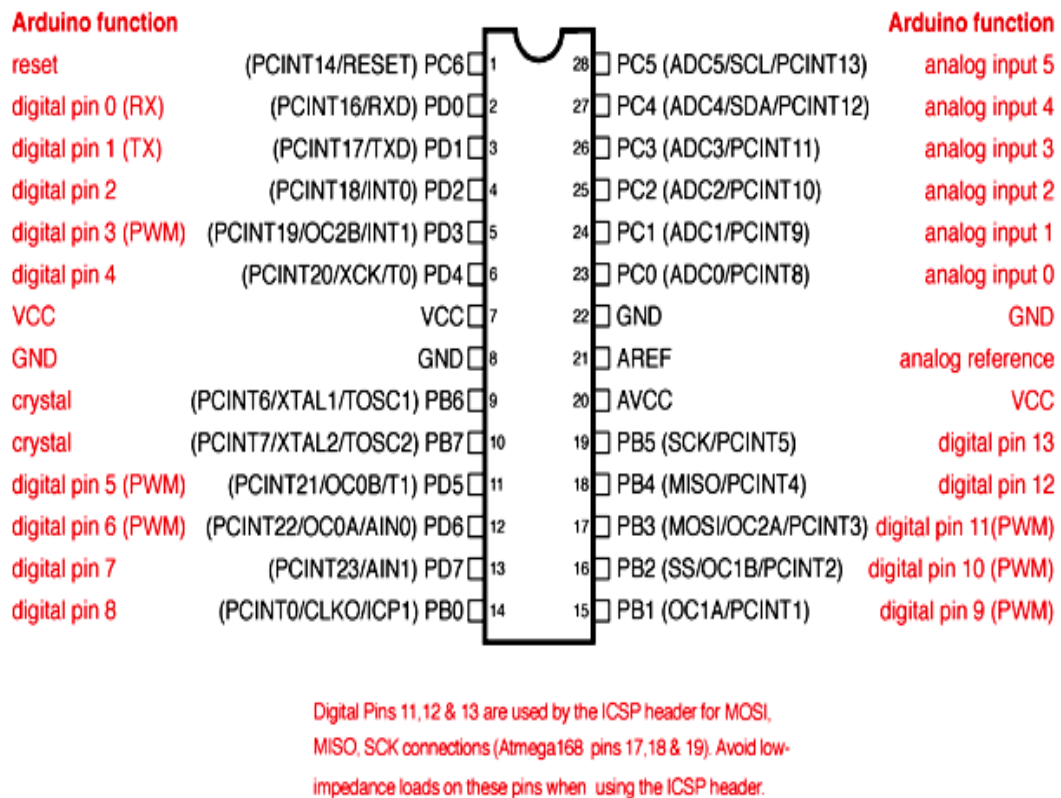 Arduino function Arduino function
reset (PCINT14/RESET) PC6 1 28 PC5 (ADC5/SCL/PCINT13) analog input 5
digital pin 0 (RX) (PCINT16/RXD) PD0 2 27 PC4 (ADC4/SDA/PCINT12) analog input 4
digital pin 1 (TX) (PCINT17/TXD) PD1 3 26 PC3 (ADC3/PCINT11) analog input 3
digital pin 2 (PCINT18/INT0) PD2 4 25 PC2 (ADC2/PCINT10) analog input 2
digital pin 3 (PWM) (PCINT19/OC2B/INT1) PD3 5 24 PC1 (ADC1/PCINT9) analog input 1
digital pin 4 (PCINT20/XCK/T0) PD4 6 23 PC0 (ADC0/PCINT8) analog input 0
VCC VCC 7 22 GND GND
GND GND 8 21 AREF analog reference
crystal (PCINT6/XTAL1/TOSC1) PB6 9 20 AVCC VCC
crystal (PCINT7/XTAL2/TOSC2) PB7 10 19 PB5 (SCK/PCINT5) digital pin 13
digital pin 5 (PWM) (PCINT21/OC0B/T1) PD5 11 18 PB4 (MISO/PCINT4) digital pin 12
digital pin 6 (PWM) (PCINT22/OC0A/AIN0) PD6 12 17 PB3 (MOSI/OC2A/PCINT3) digital pin 11(PWM)
digital pin 7 (PCINT23/AIN1) PD7 13 16 PB2 (SS/OC1B/PCINT2) digital pin 10 (PWM)
digital pin 8 (PCINT0/CLKO/ICP1) PB0 14 15 PB1 (OC1A/PCINT1) digital pin 9 (PWM)
Digital Pins 11,12 & 13 are used by the ICSP header for MOSI,
MISO, SCK connections (Atmega168 pins 17,18 & 19). Avoid low-
impedance loads on these pins when using the ICSP header.